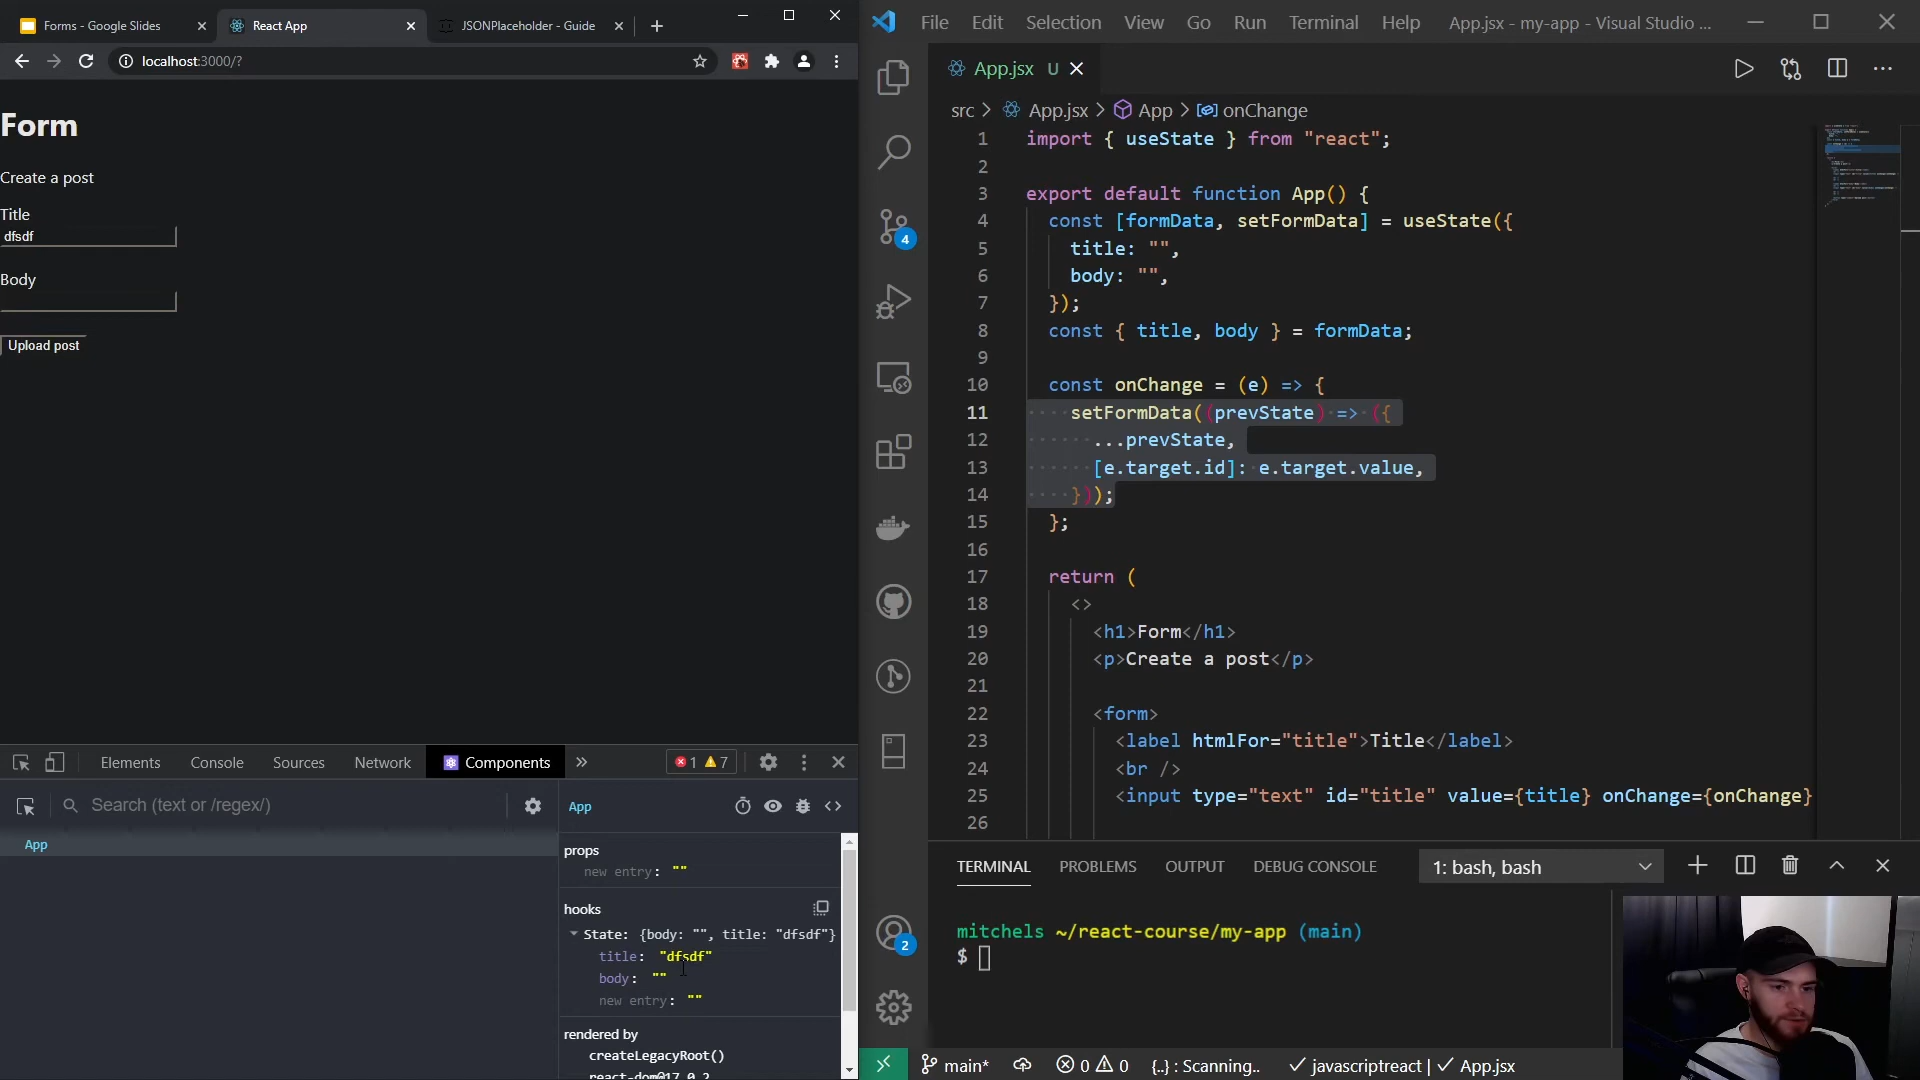 Forms - Google Slides
React App
JSONPlaceholder - Guide
localhost:3000/?
Form
Create a post
Title
dfsdf
Body
Upload post
Elements
Console
Sources
Network
Components
1
7
Search (text or /regex/)
App
App
props
new entry: ""
hooks
State: {body: "", title: "dfsdf"}
title: "dfsdf"
body: ""
new entry: ""
rendered by
createLegacyRoot()
react-dom@17.0.2
File Edit Selection View Go Run Terminal Help App.jsx - my-app - Visual Studio ...
App.jsx U
src > App.jsx > App > onChange
4
2
1 import { useState } from "react";
2
3 export default function App() {
4 const [formData, setFormData] = useState({
5 title: "",
6 body: "",
7 });
8 const { title, body } = formData;
9
10 const onChange = (e) => {
11 setFormData((prevState) => ({
12 ...prevState,
13 [e.target.id]: e.target.value,
14 }));
15 };
16
17 return (
18 <>
19 <h1>Form</h1>
20 <p>Create a post</p>
21
22 <form>
23 <label htmlFor="title">Title</label>
24 <br />
25 <input type="text" id="title" value={title} onChange={onChange}
26
TERMINAL PROBLEMS OUTPUT DEBUG CONSOLE 1: bash, bash
mitchels ~/react-course/my-app (main)
$
main* 0 0 {..} : Scanning.. ✓ javascriptreact | ✓ App.jsx